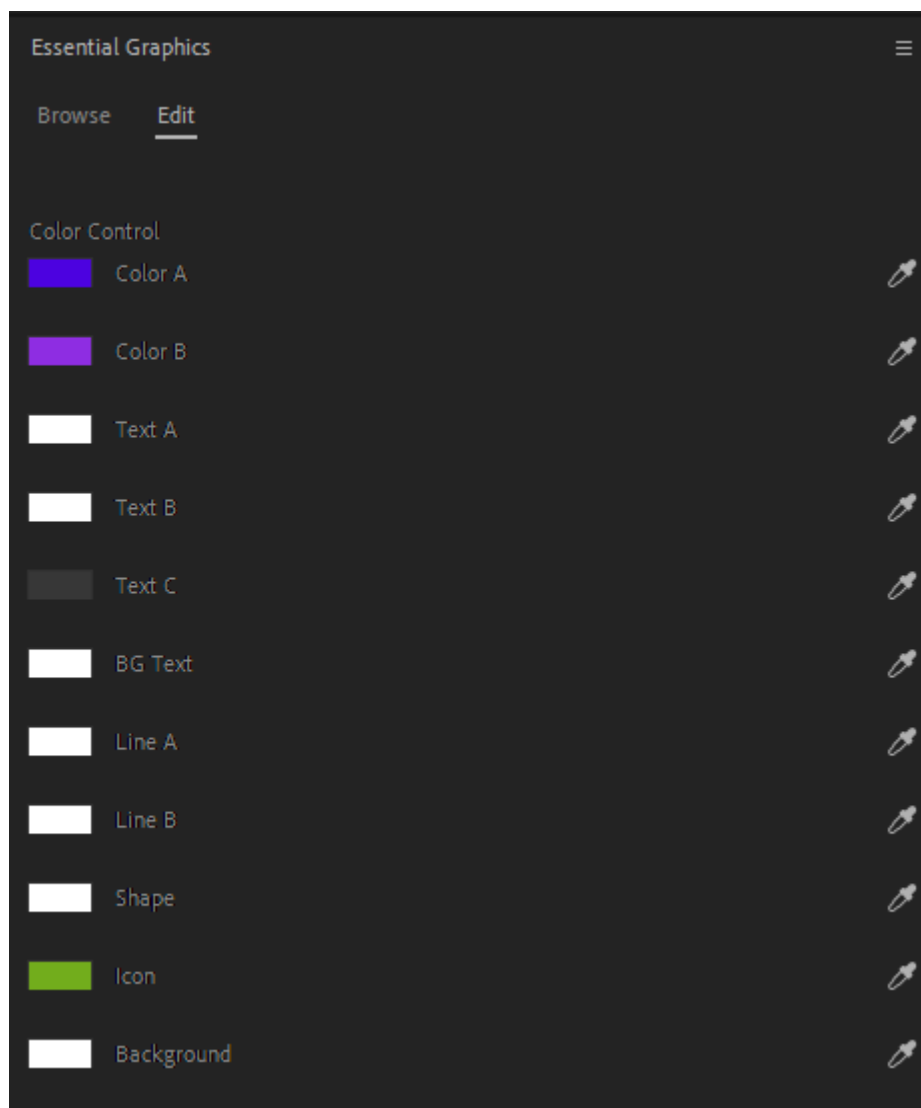 Essential Graphics
Browse Edit
Color Control
Color A
Color B
Text A
Text B
Text C
BG Text
Line A
Line B
Shape
Icon
Background